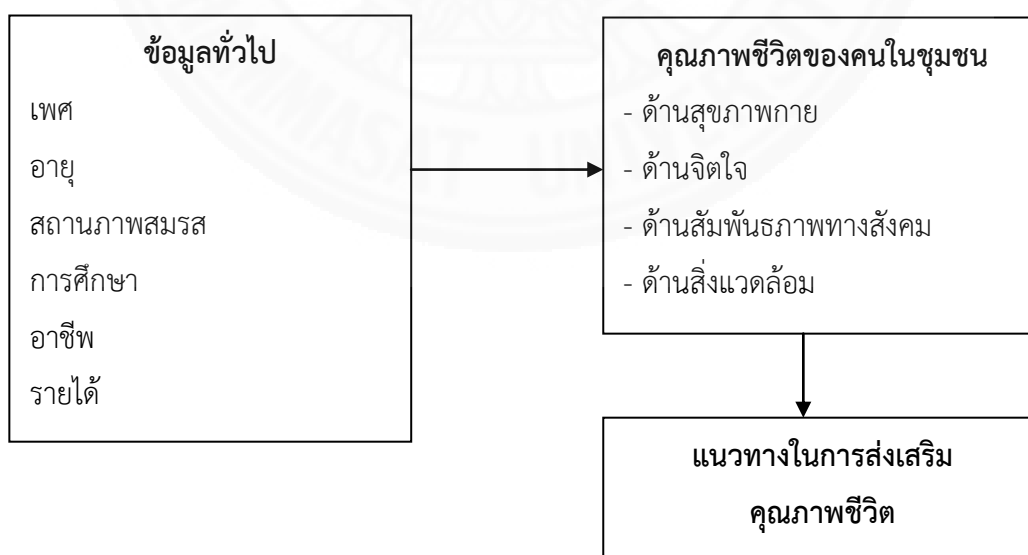 ข้อมูลทั่วไป
เพศ
อายุ
สถานภาพสมรส
การศึกษา
อาชีพ
รายได้
คุณภาพชีวิตของคนในชุมชน
- ด้านสุขภาพกาย
- ด้านจิตใจ
- ด้านสัมพันธภาพทางสังคม
- ด้านสิ่งแวดล้อม
แนวทางในการส่งเสริม
คุณภาพชีวิต